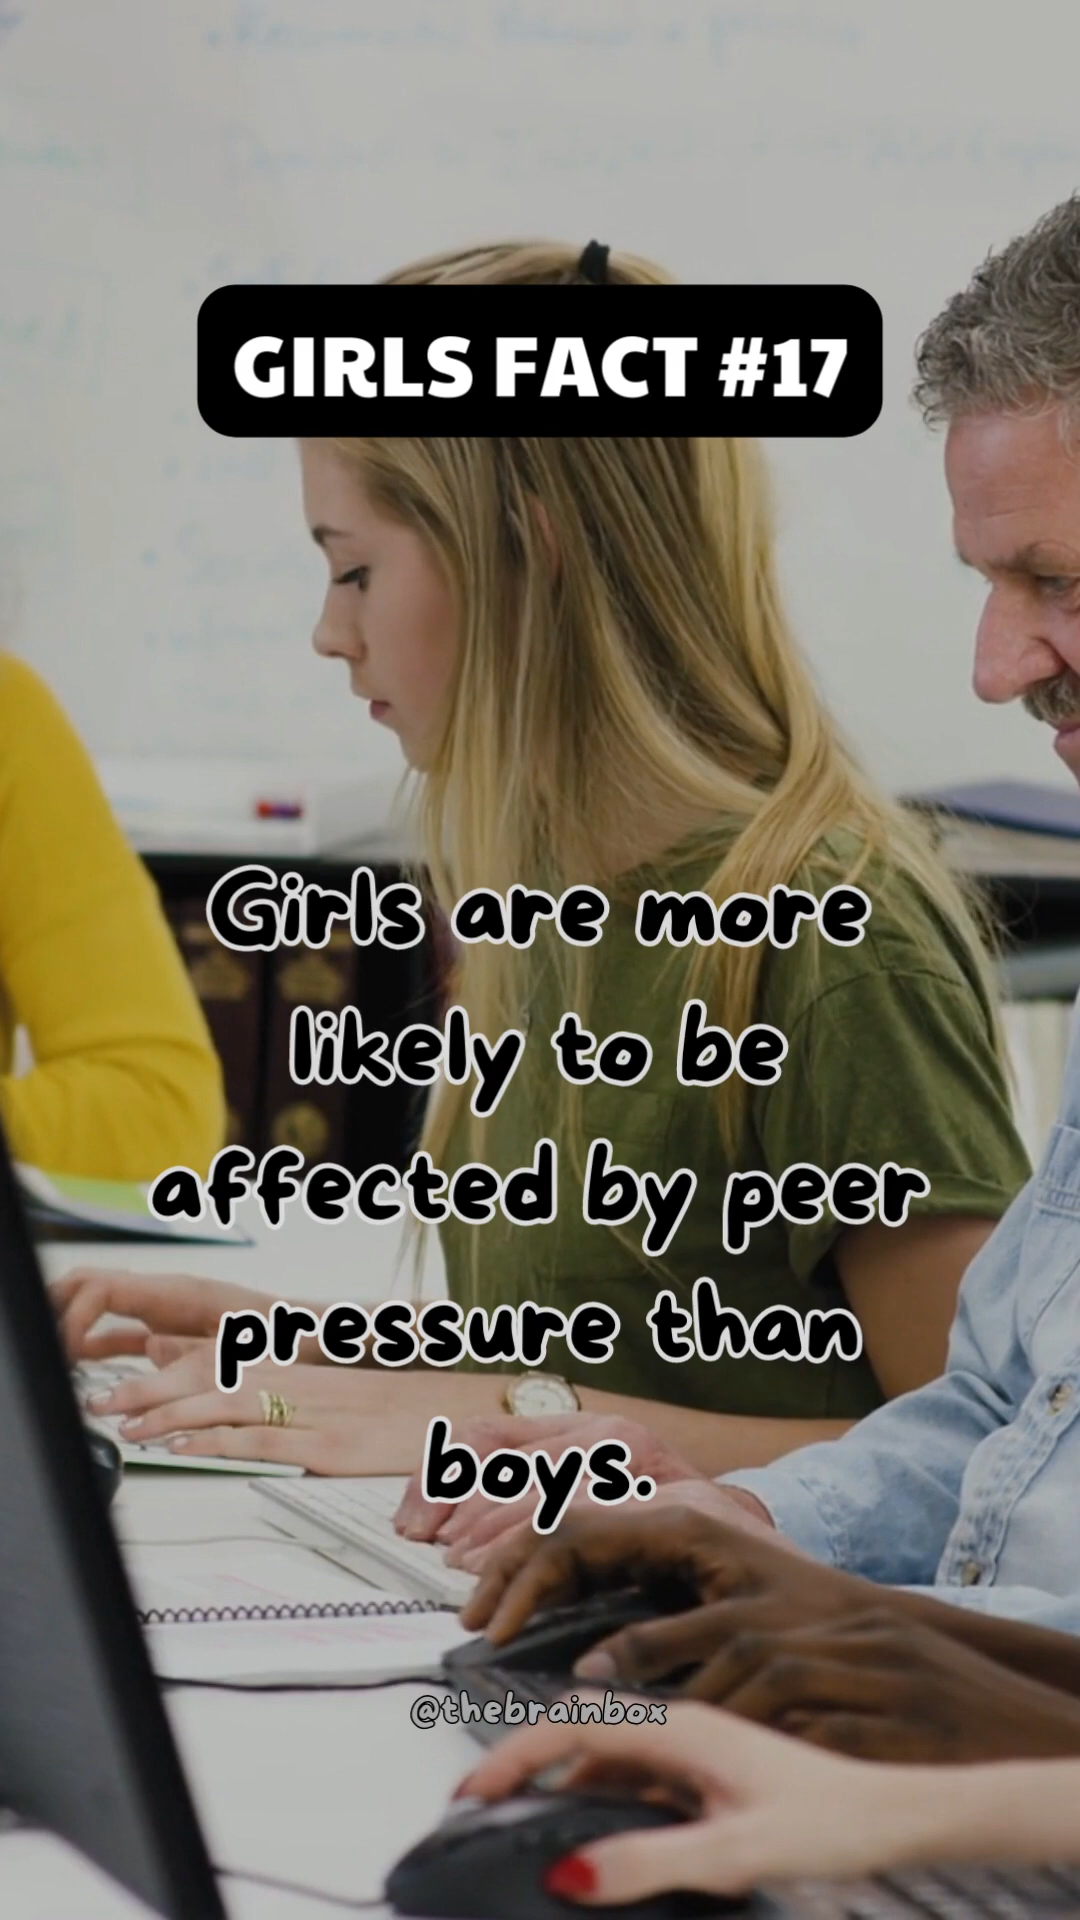 GIRLS FACT #17
Girls are more
likely to be
affected by peer
pressure than
boys.
@thebrainbox